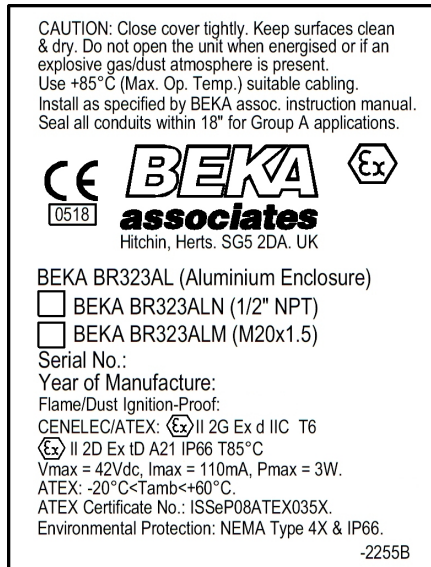 CAUTION: Close cover tightly. Keep surfaces clean
& dry. Do not open the unit when energised or if an
explosive gas/dust atmosphere is present.
Use +85°C (Max. Op. Temp.) suitable cabling.
Install as specified by BEKA assoc. instruction manual.
Seal all conduits within 18" for Group A applications.
CE BEKA Ex
0518 associates
Hitchin, Herts. SG5 2DA. UK
BEKA BR323AL (Aluminium Enclosure)
BEKA BR323ALN (1/2" NPT)
BEKA BR323ALM (M20x1.5)
Serial No.:
Year of Manufacture:
Flame/Dust Ignition-Proof:
CENELEC/ATEX: Ex II 2G Ex d IIC T6
Ex II 2D Ex tD A21 IP66 T85°C
Vmax = 42Vdc, Imax = 110mA, Pmax = 3W.
ATEX: -20°C<Tamb<+60°C.
ATEX Certificate No.: ISSeP08ATEX035X.
Environmental Protection: NEMA Type 4X & IP66.
-2255B